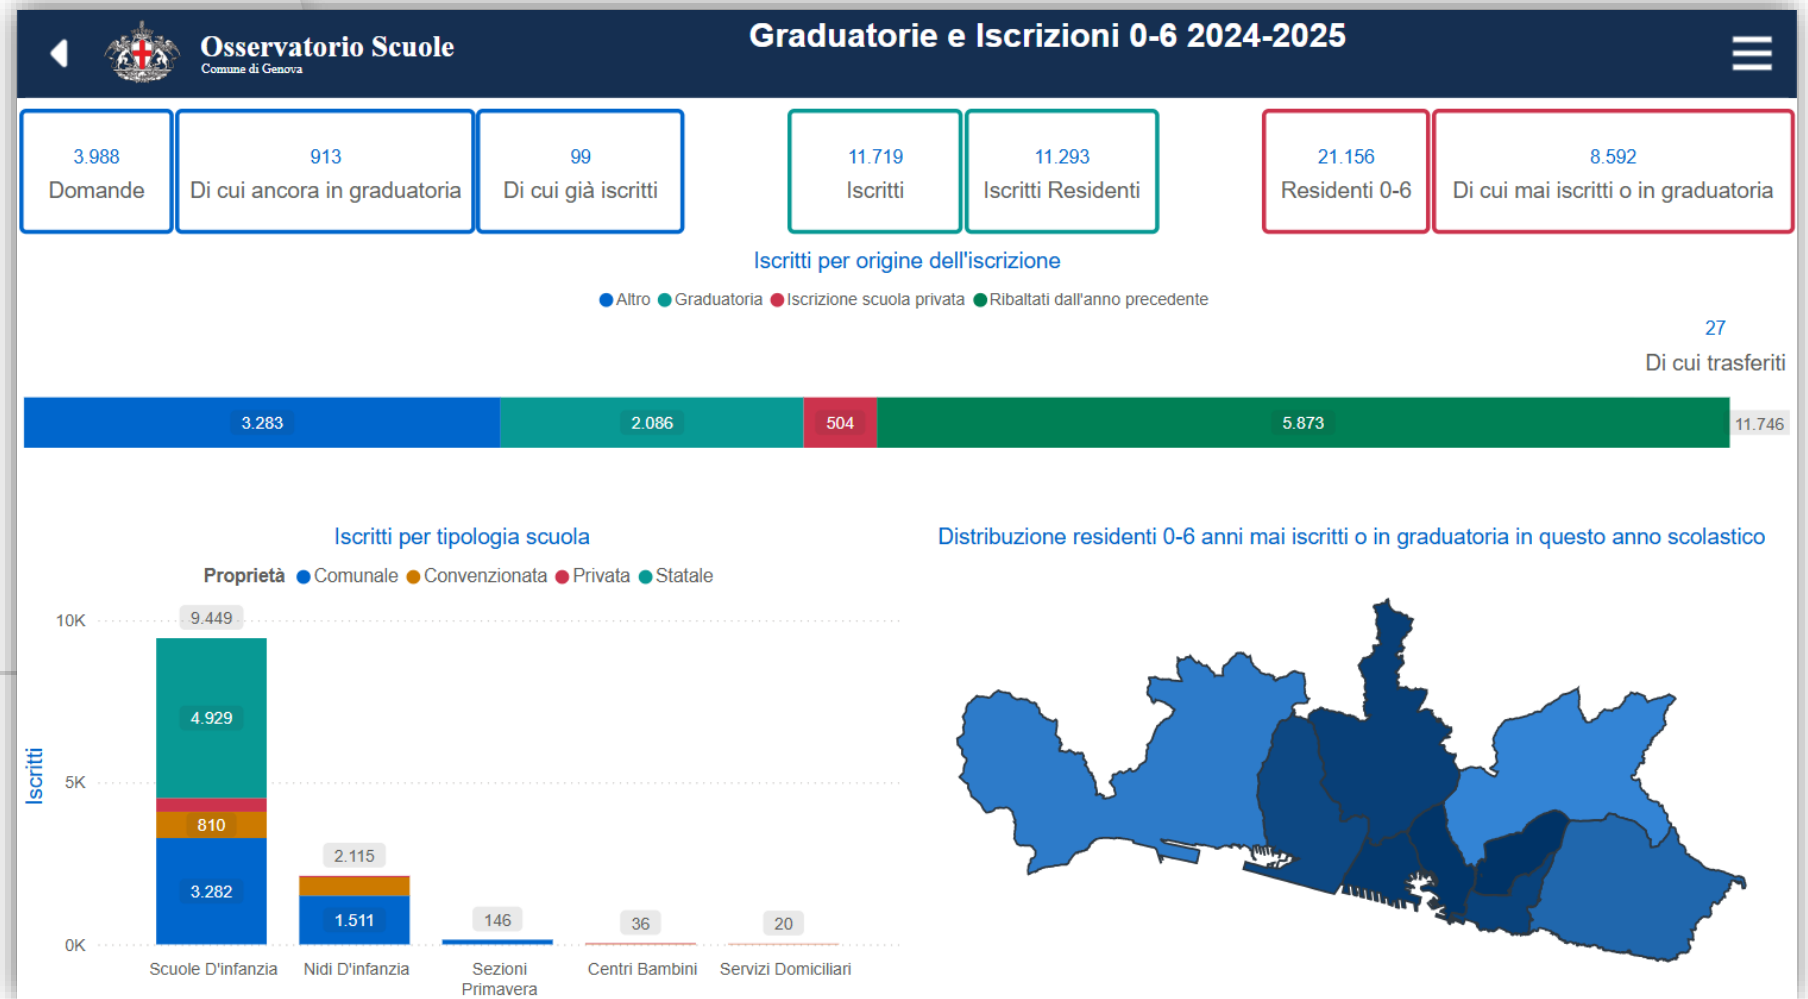 Osservatorio Scuole
Comune di Genova
Graduatorie e Iscrizioni 0-6 2024-2025
3.988
Domande
913
Di cui ancora in graduatoria
99
Di cui già iscritti
11.719
Iscritti
11.293
Iscritti Residenti
21.156
Residenti 0-6
8.592
Di cui mai iscritti o in graduatoria
Iscritti per origine dell'iscrizione
Altro Graduatoria Iscrizione scuola privata Ribaltati dall'anno precedente
27
Di cui trasferiti
3.283 2.086 504 5.873 11.746
Iscritti per tipologia scuola
Proprietà Comunale Convenzionata Privata Statale
Iscritti
10K
5K
0K
9.449
4.929
810
3.282
2.115
1.511
146
36
20
Scuole D'infanzia
Nidi D'infanzia
Sezioni
Primavera
Centri Bambini
Servizi Domiciliari
Distribuzione residenti 0-6 anni mai iscritti o in graduatoria in questo anno scolastico